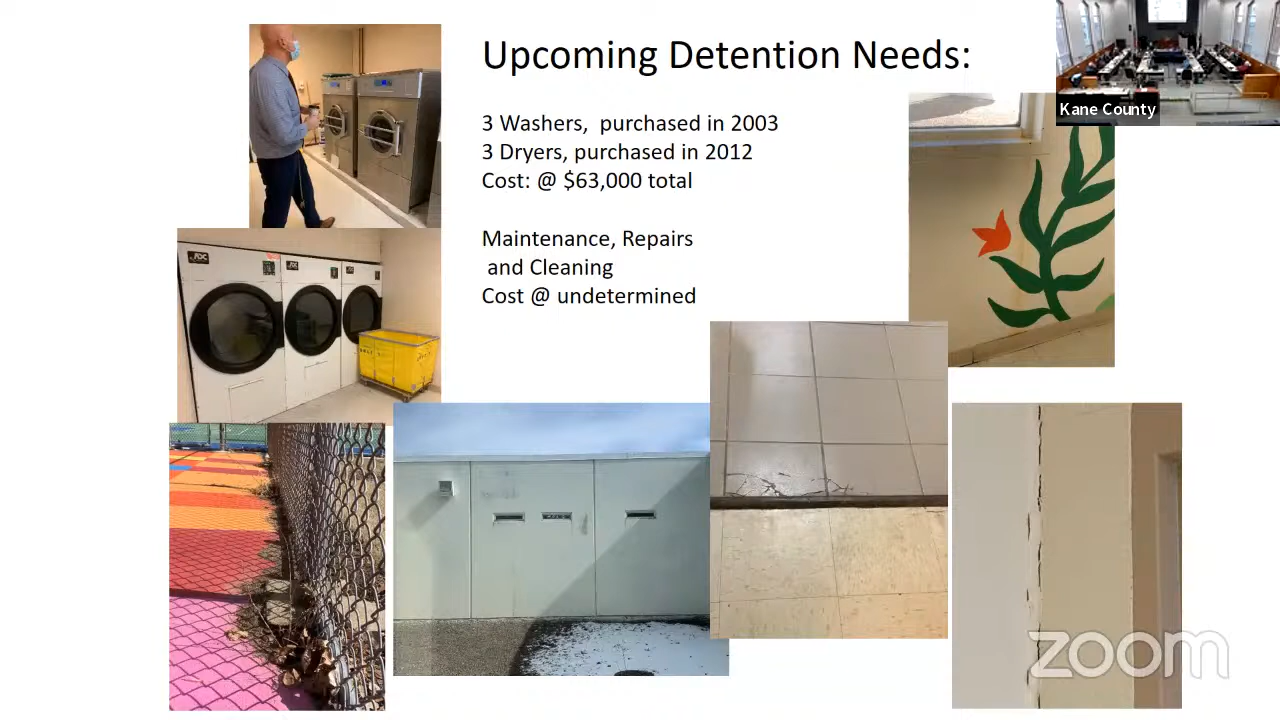 Upcoming Detention Needs:
Kane County
3 Washers,  purchased in 2003
3 Dryers, purchased in 2012
Cost: @ $63,000 total
Maintenance, Repairs
and Cleaning
Cost @ undetermined
ADC
ADC
zoom